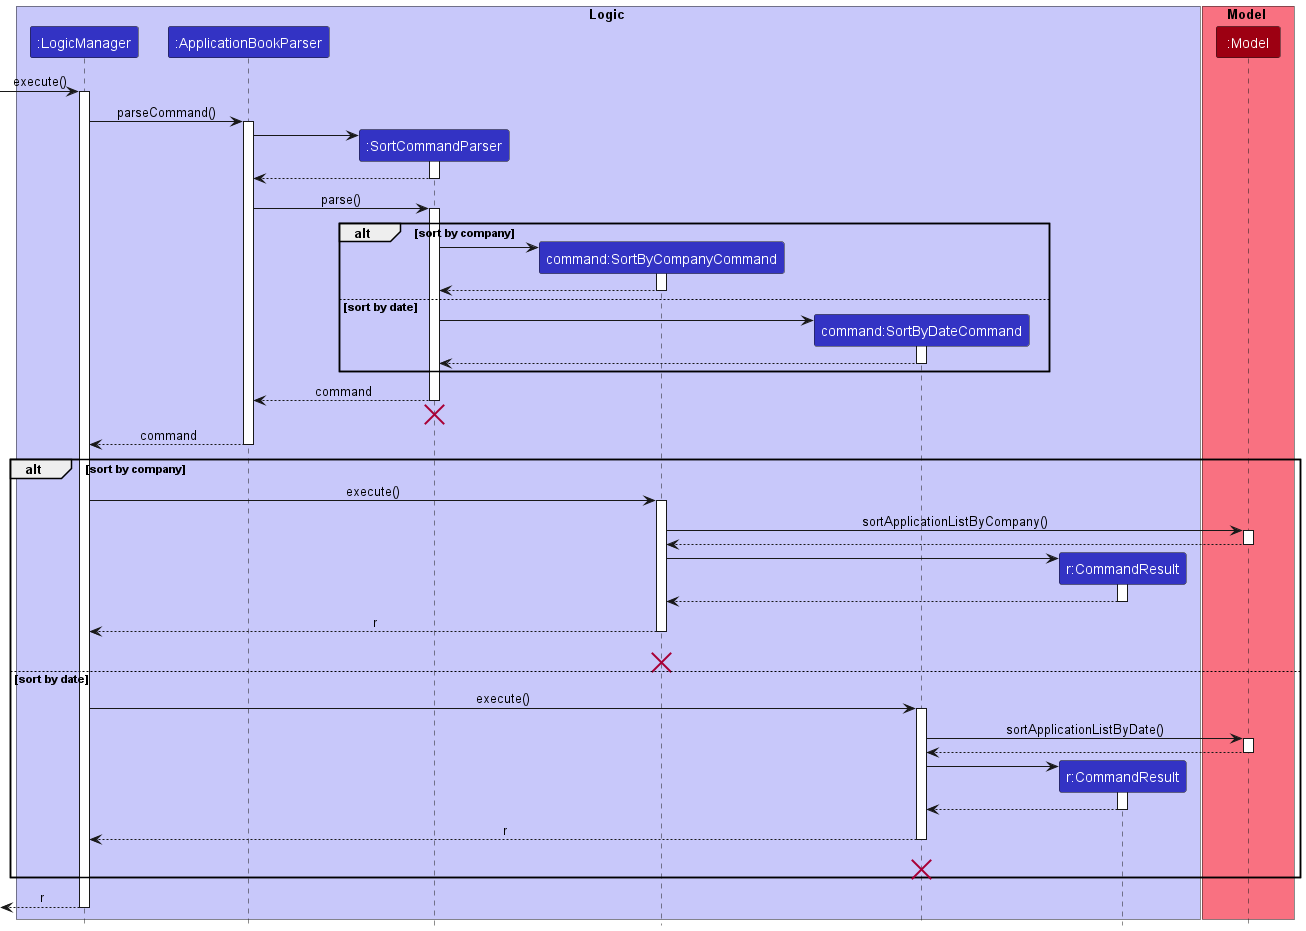 Logic
Model
:LogicManager
:ApplicationBookParser
:Model
execute()
parseCommand()
:SortCommandParser
parse()
alt
[sort by company]
command:SortByCompanyCommand
[sort by date]
command:SortByDateCommand
command
command
alt
[sort by company]
execute()
sortApplicationListByCompany()
r:CommandResult
r
[sort by date]
execute()
sortApplicationListByDate()
r:CommandResult
r
r